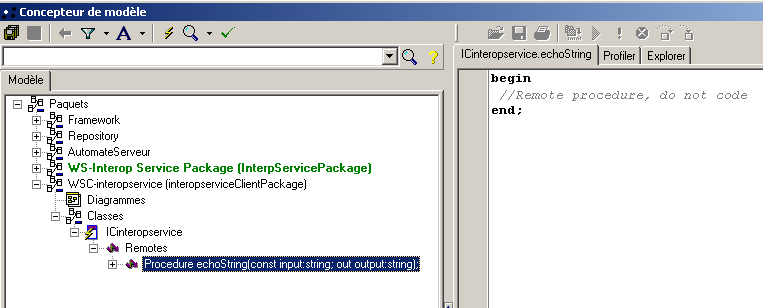 Concepteur de modèle
A
?
Modèle
Paquets
Framework
Repository
AutomateServeur
WS-Interop Service Package (InterpServicePackage)
WSC-interopservice (interopserviceClientPackage)
Diagrammes
Classes
ICinteropservice
Remotes
Procedure echoString(const input:string; out output:string);
ICinteropservice.echoString Profiler Explorer
begin
//Remote procedure, do not code
end;